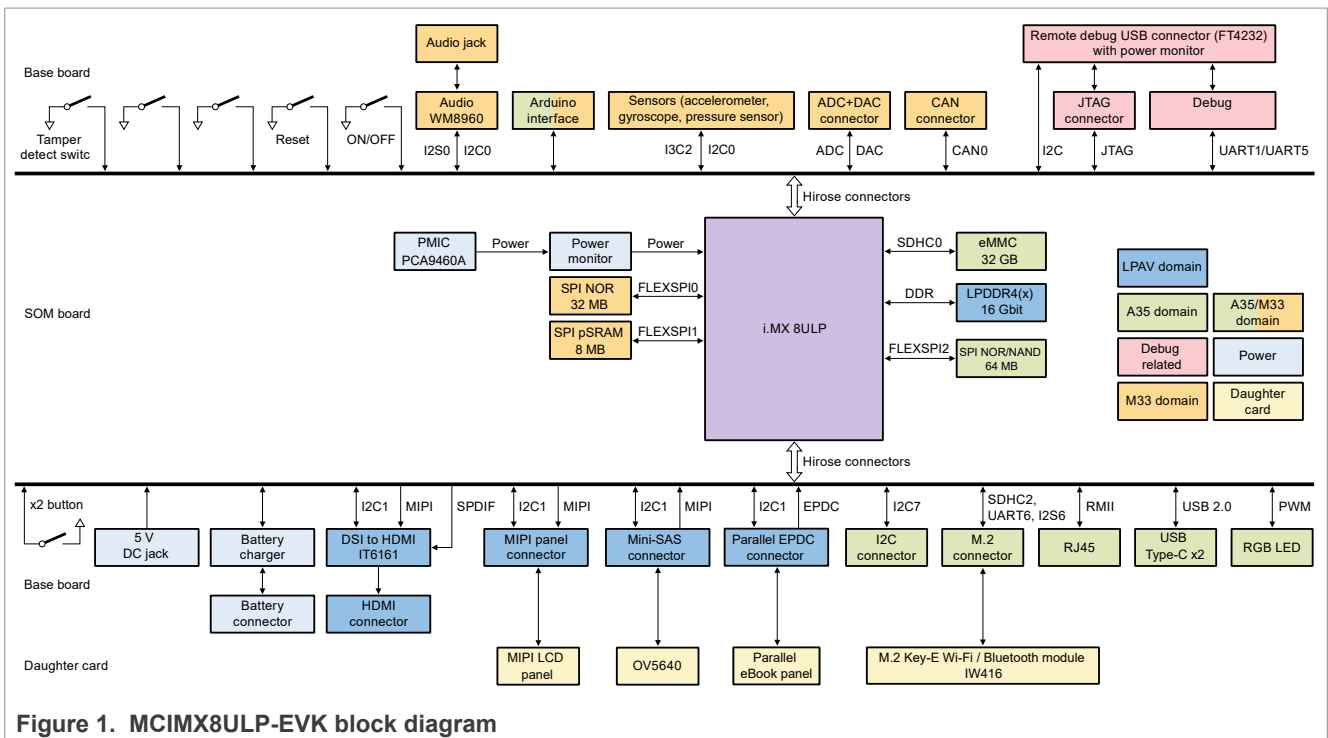 Audio jack
Remote debug USB connector (FT4232)
with power monitor
Base board
Audio
WM8960
Arduino
interface
Sensors (accelerometer,
gyroscope, pressure sensor)
ADC+DAC
connector
CAN
connector
JTAG
connector
Debug
Tamper
detect switc
Reset
ON/OFF
I2S0
I2C0
I3C2
I2C0
ADC
DAC
CAN0
I2C
JTAG
UART1/UART5
Hirose connectors
PMIC
PCA9460A
Power
Power
monitor
Power
SDHC0
eMMC
32 GB
SPI NOR
32 MB
FLEXSPI0
DDR
LPDDR4(x)
16 Gbit
LPAV domain
SOM board
i.MX 8ULP
A35 domain
A35/M33
domain
SPI pSRAM
8 MB
FLEXSPI1
FLEXSPI2
SPI NOR/NAND
64 MB
Debug
related
Power
M33 domain
Daughter
card
Hirose connectors
x2 button
I2C1
MIPI
SPDIF
I2C1
MIPI
I2C1
MIPI
I2C1
EPDC
I2C7
SDHC2,
UART6, I2S6
RMII
USB 2.0
PWM
5 V
DC jack
Battery
charger
DSI to HDMI
IT6161
MIPI panel
connector
Mini-SAS
connector
Parallel EPDC
connector
I2C
connector
M.2
connector
RJ45
USB
Type-C x2
RGB LED
Base board
Battery
connector
HDMI
connector
Daughter card
MIPI LCD
panel
OV5640
Parallel
eBook panel
M.2 Key-E Wi-Fi / Bluetooth module
IW416
Figure 1. MCIMX8ULP-EVK block diagram